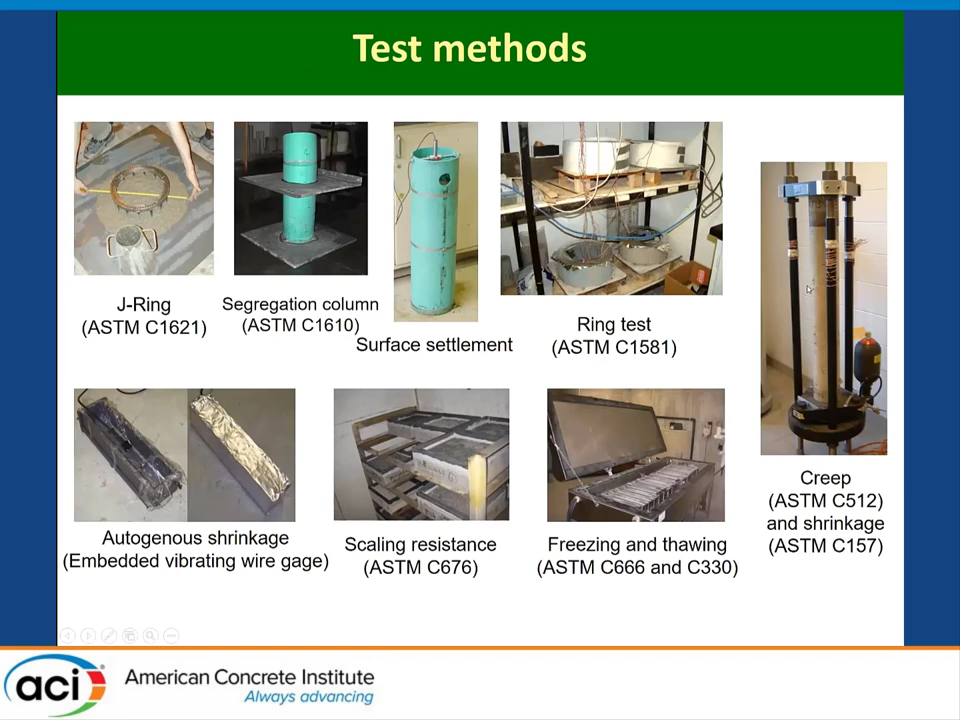 Test methods
J-Ring
(ASTM C1621)
Segregation column
(ASTM C1610)
Surface settlement
Ring test
(ASTM C1581)
Creep
(ASTM C512)
and shrinkage
(ASTM C157)
Autogenous shrinkage
(Embedded vibrating wire gage)
Scaling resistance
(ASTM C676)
Freezing and thawing
(ASTM C666 and C330)
aci
American Concrete Institute
Always advancing